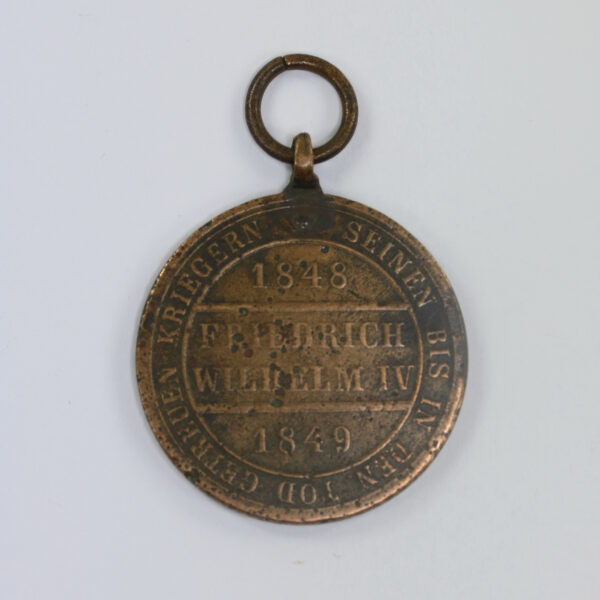 SEINEN BIS IN DEN TOD GETREUEN KRIEGERN
1848
FRIEDRICH
WILHELM IV
1849